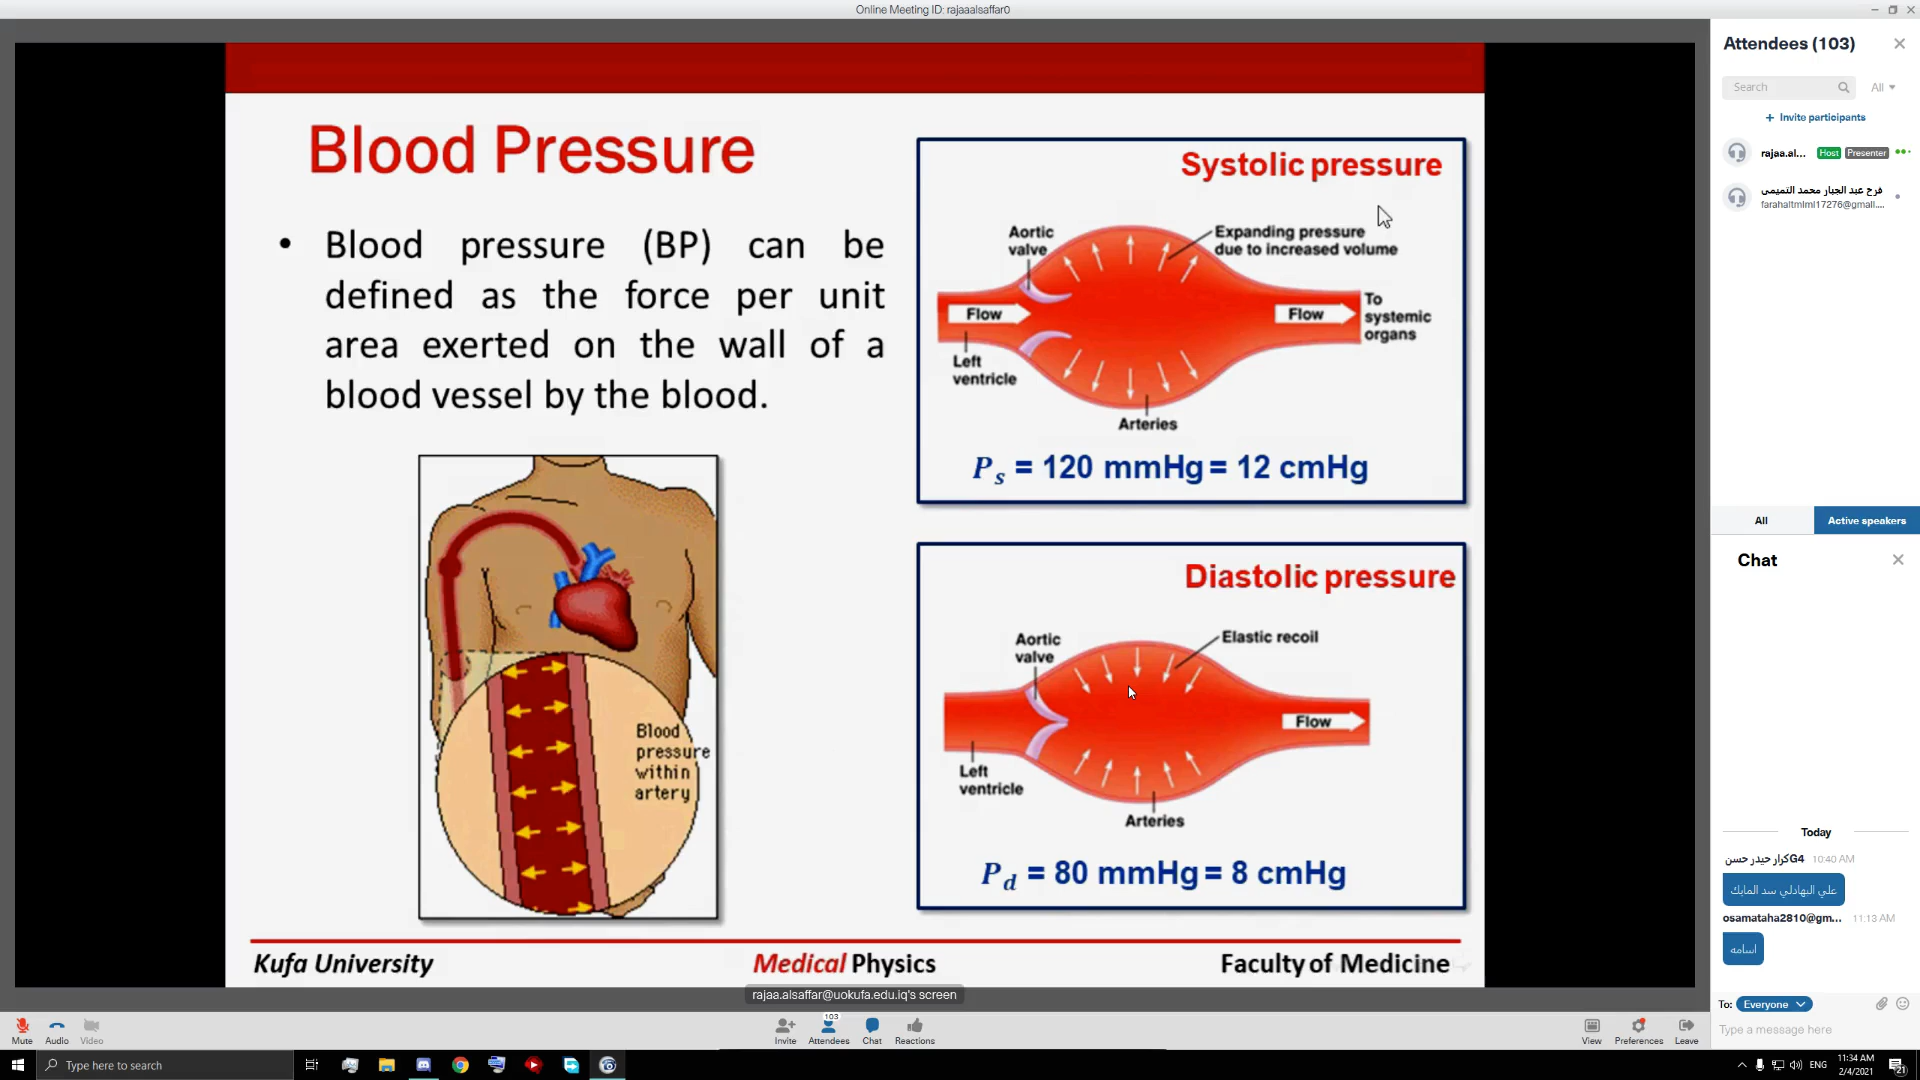 Online Meeting ID: rajaaalsaffar0
Blood Pressure
• Blood pressure (BP) can be
defined as the force per unit
area exerted on the wall of a
blood vessel by the blood.
Blood
pressure
within
artery
Systolic pressure
Aortic
valve
Expanding pressure
due to increased volume
Flow
Flow
To
systemic
organs
Left
ventricle
Arteries
Ps = 120 mmHg = 12 cmHg
Diastolic pressure
Aortic
valve
Elastic recoil
Flow
Left
ventricle
Arteries
Pd = 80 mmHg = 8 cmHg
Kufa University
Medical Physics
Faculty of Medicine
rajaa.alsaffar@uokufa.edu.iq's screen
Attendees (103)
Search
All
+ Invite participants
rajaa.al... Host Presenter
فرح عبد الجبار محمد التميمى
farahaltmimi17276@gmail....
All
Active speakers
Chat
Today
كرار حيدر حسن G4 10:40 AM
علي البهادلي سد المايك
osamataha2810@gm... 11:13 AM
اسامه
To: Everyone
Type a message here
Mute
Audio
Video
103
Invite
Attendees
Chat
Reactions
View
Preferences
Leave
Type here to search
ENG
11:34 AM
2/4/2021
21